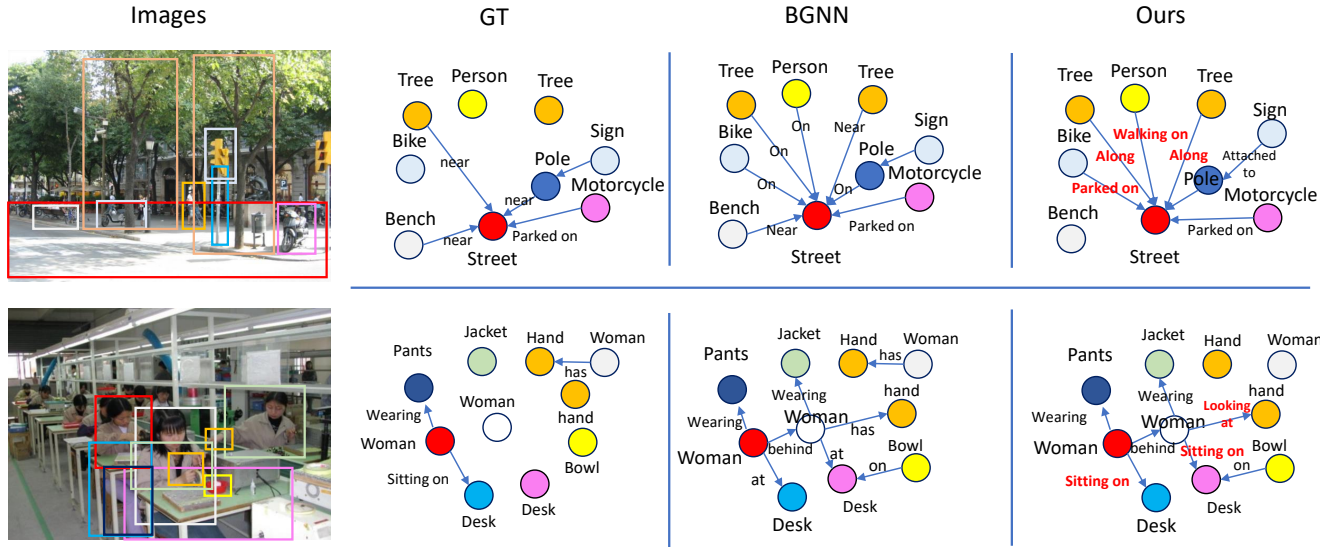 Images
GT
BGNN
Ours
Tree
Person
Tree
Bike
Sign
Pole
Motorcycle
Bench
Street
near
near
near
Parked on
Tree
Person
Tree
Bike
Sign
Pole
Motorcycle
Bench
Street
On
Near
On
On
On
Near
Parked on
Tree
Person
Tree
Sign
Bike
Pole
Motorcycle
Bench
Street
Walking on
Along
Along
Attached
to
Parked on
Parked on
Pants
Jacket
Hand
Woman
has
Wearing
Woman
hand
Woman
Bowl
Sitting on
Desk
Desk
Pants
Jacket
Hand
Woman
has
Wearing
Wearing
Woman
hand
has
Woman
behind
Bowl
at
on
at
Desk
Desk
Pants
Jacket
Hand
Woman
Wearing
Wearing
Woman
hand
Looking
at
Woman
behind
Bowl
Sitting on
on
Sitting on
Desk
Desk